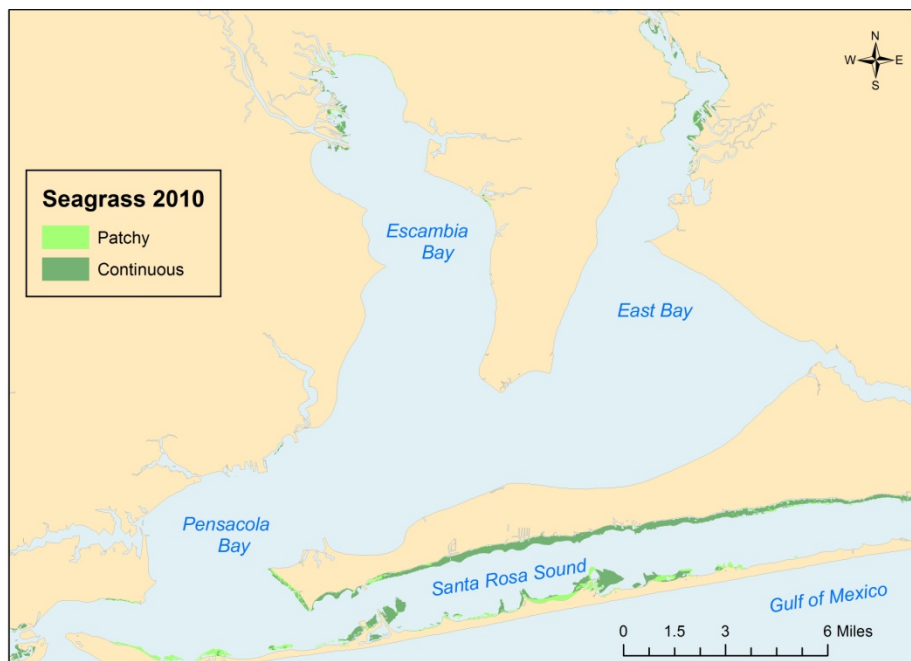 N
W E
S
Seagrass 2010
Patchy
Continuous
Escambia
Bay
East Bay
Pensacola
Bay
Santa Rosa Sound
Gulf of Mexico
0 1.5 3 6 Miles